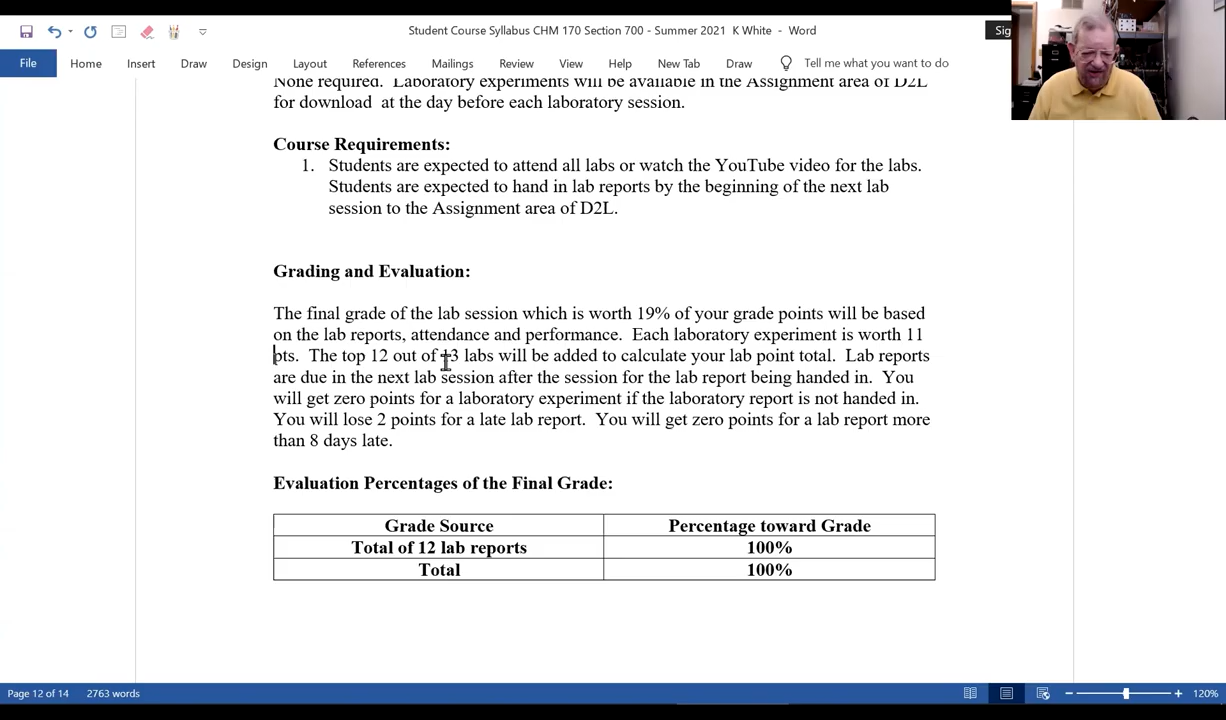 Student Course Syllabus CHM 170 Section 700 - Summer 2021 K White - Word
Sig
File Home Insert Draw Design Layout References Mailings Review View Help New Tab Draw Tell me what you want to do
None required. Laboratory experiments will be available in the Assignment area of D2L
for download at the day before each laboratory session.
Course Requirements:
1. Students are expected to attend all labs or watch the YouTube video for the labs.
Students are expected to hand in lab reports by the beginning of the next lab
session to the Assignment area of D2L.
Grading and Evaluation:
The final grade of the lab session which is worth 19% of your grade points will be based
on the lab reports, attendance and performance. Each laboratory experiment is worth 11
pts. The top 12 out of 13 labs will be added to calculate your lab point total. Lab reports
are due in the next lab session after the session for the lab report being handed in. You
will get zero points for a laboratory experiment if the laboratory report is not handed in.
You will lose 2 points for a late lab report. You will get zero points for a lab report more
than 8 days late.
Evaluation Percentages of the Final Grade:
Grade Source Percentage toward Grade
Total of 12 lab reports 100%
Total 100%
Page 12 of 14 2763 words 120%